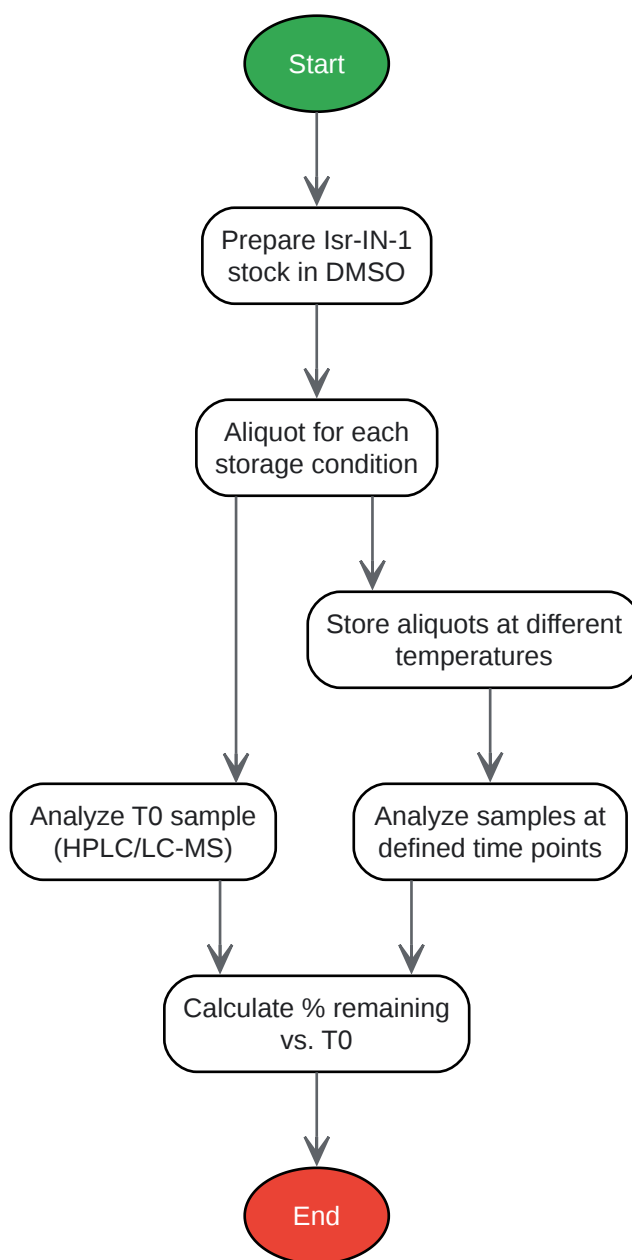 Start
Prepare Isr-IN-1
stock in DMSO
Aliquot for each
storage condition
Store aliquots at different
temperatures
Analyze T0 sample
(HPLC/LC-MS)
Analyze samples at
defined time points
Calculate % remaining
vs. T0
End